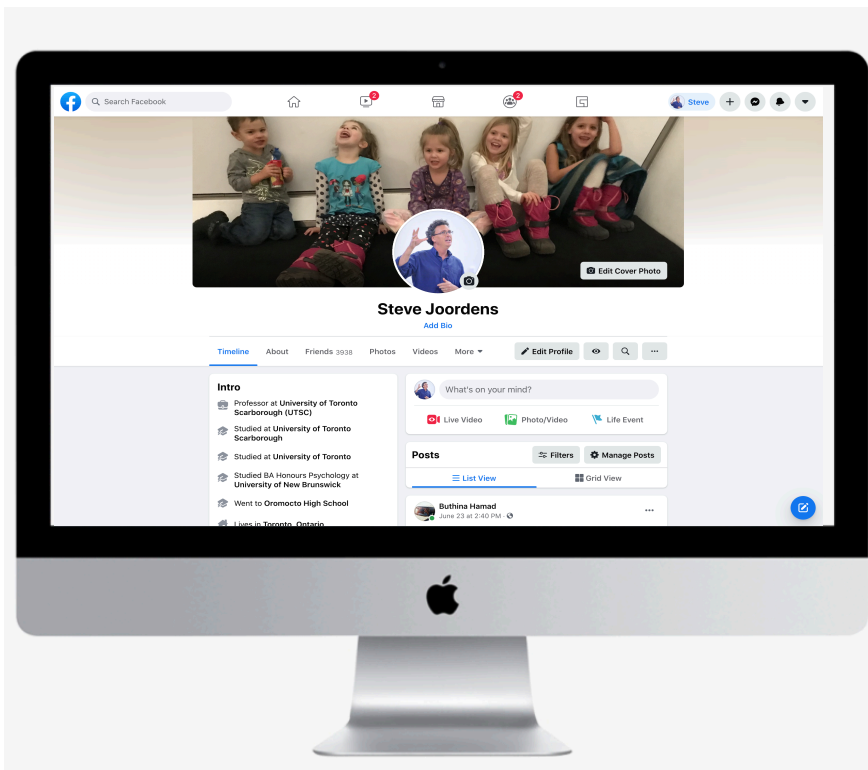 Search Facebook
2
2
Steve
Edit Cover Photo
Steve Joordens
Add Bio
Timeline About Friends 3938 Photos Videos More
Edit Profile
Intro
Professor at University of Toronto
Scarborough (UTSC)
Studied at University of Toronto
Scarborough
Studied at University of Toronto
Studied BA Honours Psychology at
University of New Brunswick
Went to Oromocto High School
Lives in Toronto, Ontario
What's on your mind?
Live Video Photo/Video Life Event
Posts Filters Manage Posts
List View Grid View
Buthina Hamad
June 23 at 2:40 PM ·